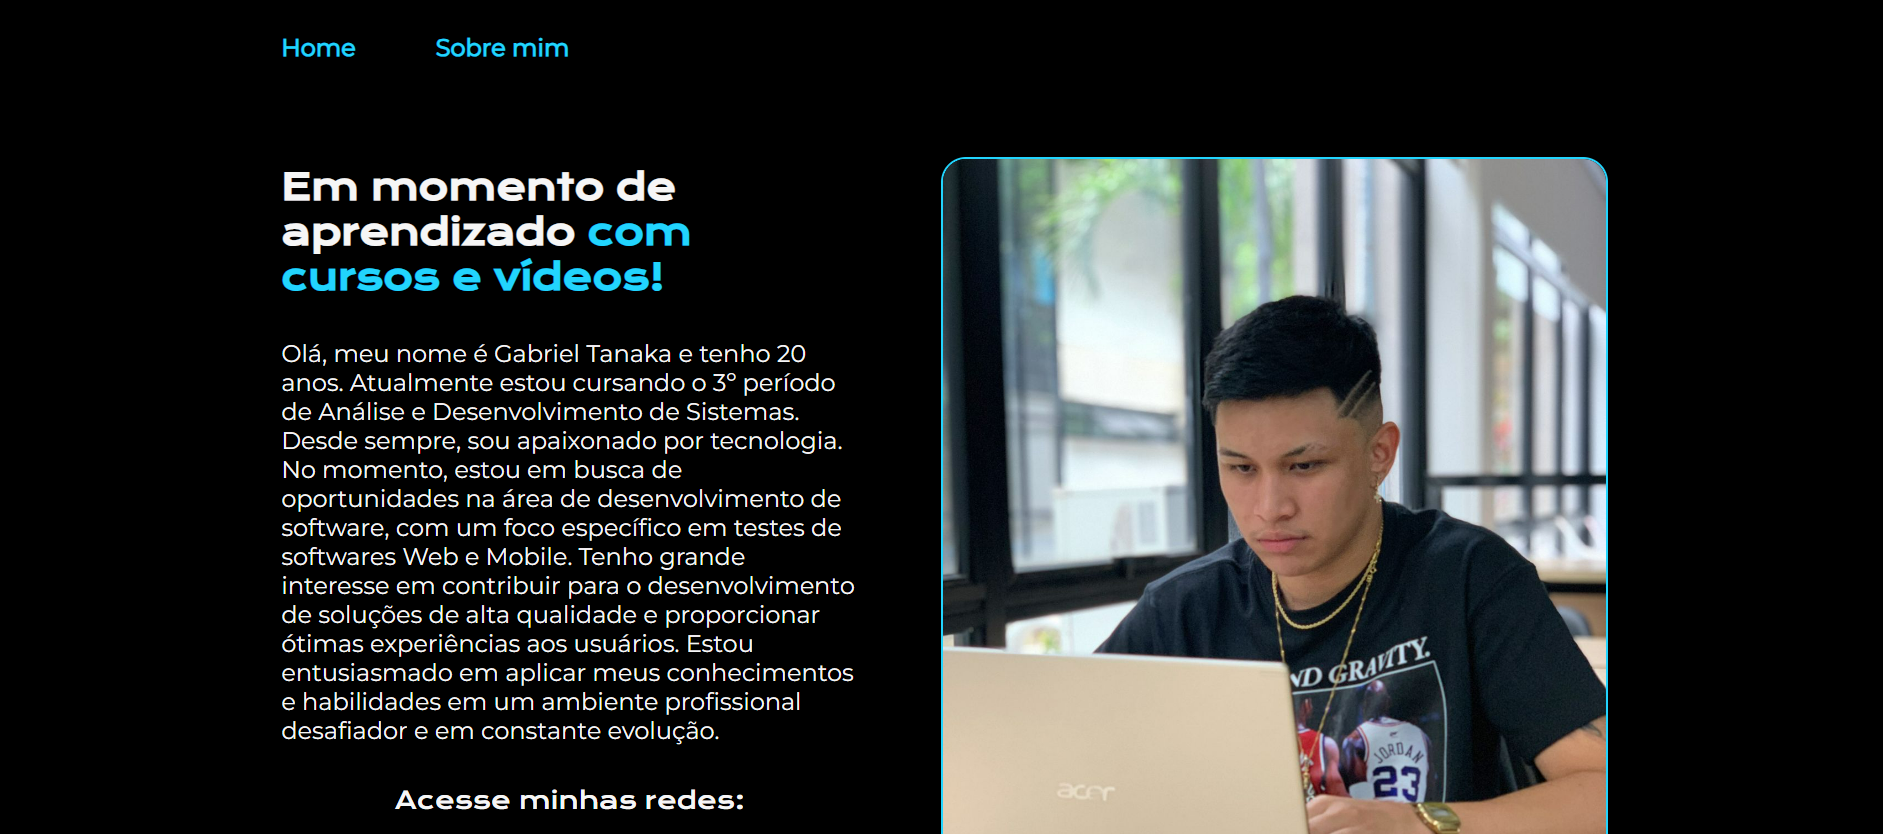 Home Sobre mim
Em momento de
aprendizado com
cursos e vídeos!
Olá, meu nome é Gabriel Tanaka e tenho 20
anos. Atualmente estou cursando o 3º período
de Análise e Desenvolvimento de Sistemas.
Desde sempre, sou apaixonado por tecnologia.
No momento, estou em busca de
oportunidades na área de desenvolvimento de
software, com um foco específico em testes de
softwares Web e Mobile. Tenho grande
interesse em contribuir para o desenvolvimento
de soluções de alta qualidade e proporcionar
ótimas experiências aos usuários. Estou
entusiasmado em aplicar meus conhecimentos
e habilidades em um ambiente profissional
desafiador e em constante evolução.
Acesse minhas redes:
GRAVITY.
JORDAN
23
acer